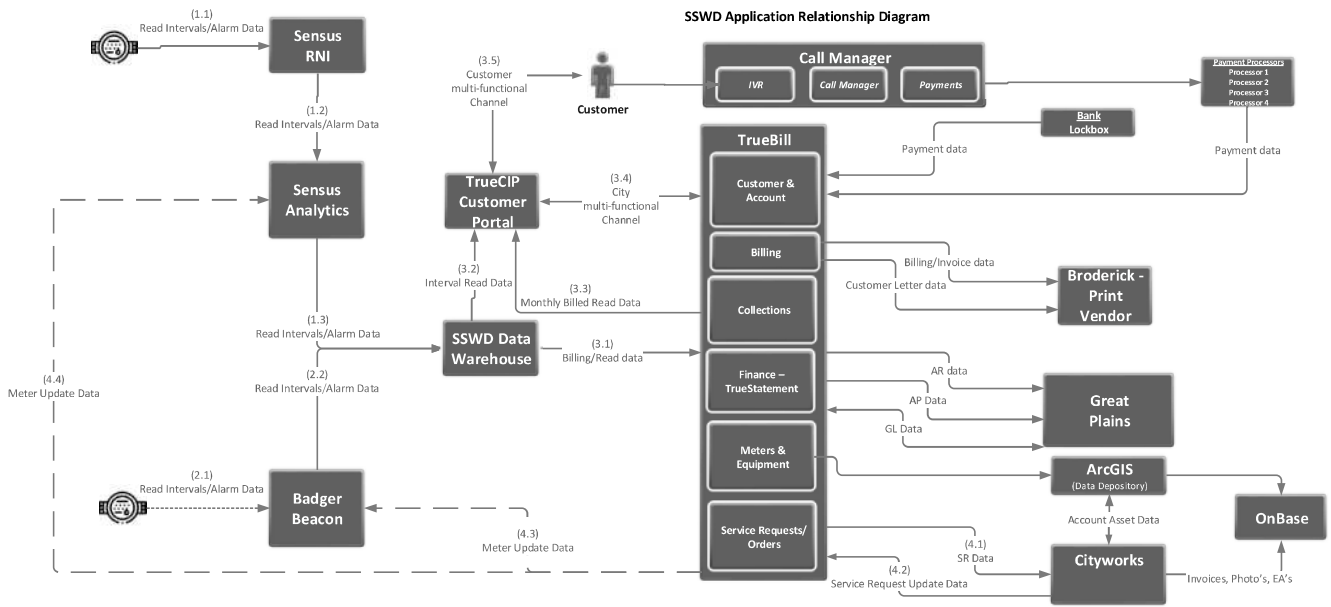 SSWD Application Relationship Diagram
(1.1)
Read Intervals/Alarm Data
Sensus
RNI
(1.2)
Read Intervals/Alarm Data
Sensus
Analytics
(1.3)
Read Intervals/Alarm Data
(2.2)
Read Intervals/Alarm Data
(4.4)
Meter Update Data
(2.1)
Read Intervals/Alarm Data
Badger
Beacon
(4.3)
Meter Update Data
(3.5)
Customer
multi-functional
Channel
Customer
TrueCIP
Customer
Portal
(3.4)
City
multi-functional
Channel
(3.2)
Interval Read Data
(3.3)
Monthly Billed Read Data
SSWD Data
Warehouse
(3.1)
Billing/Read data
Call Manager
IVR
Call Manager
Payments
Payment Processors
Processor 1
Processor 2
Processor 3
Processor 4
Bank
Lockbox
Payment data
Payment data
TrueBill
Customer &
Account
Billing
Collections
Finance –
TrueStatement
Meters &
Equipment
Service Requests/
Orders
Billing/Invoice data
Customer Letter data
Broderick -
Print
Vendor
AR data
AP Data
GL Data
Great
Plains
ArcGIS
(Data Depository)
Account Asset Data
OnBase
(4.1)
SR Data
(4.2)
Service Request Update Data
Cityworks
Invoices, Photo's, EA's